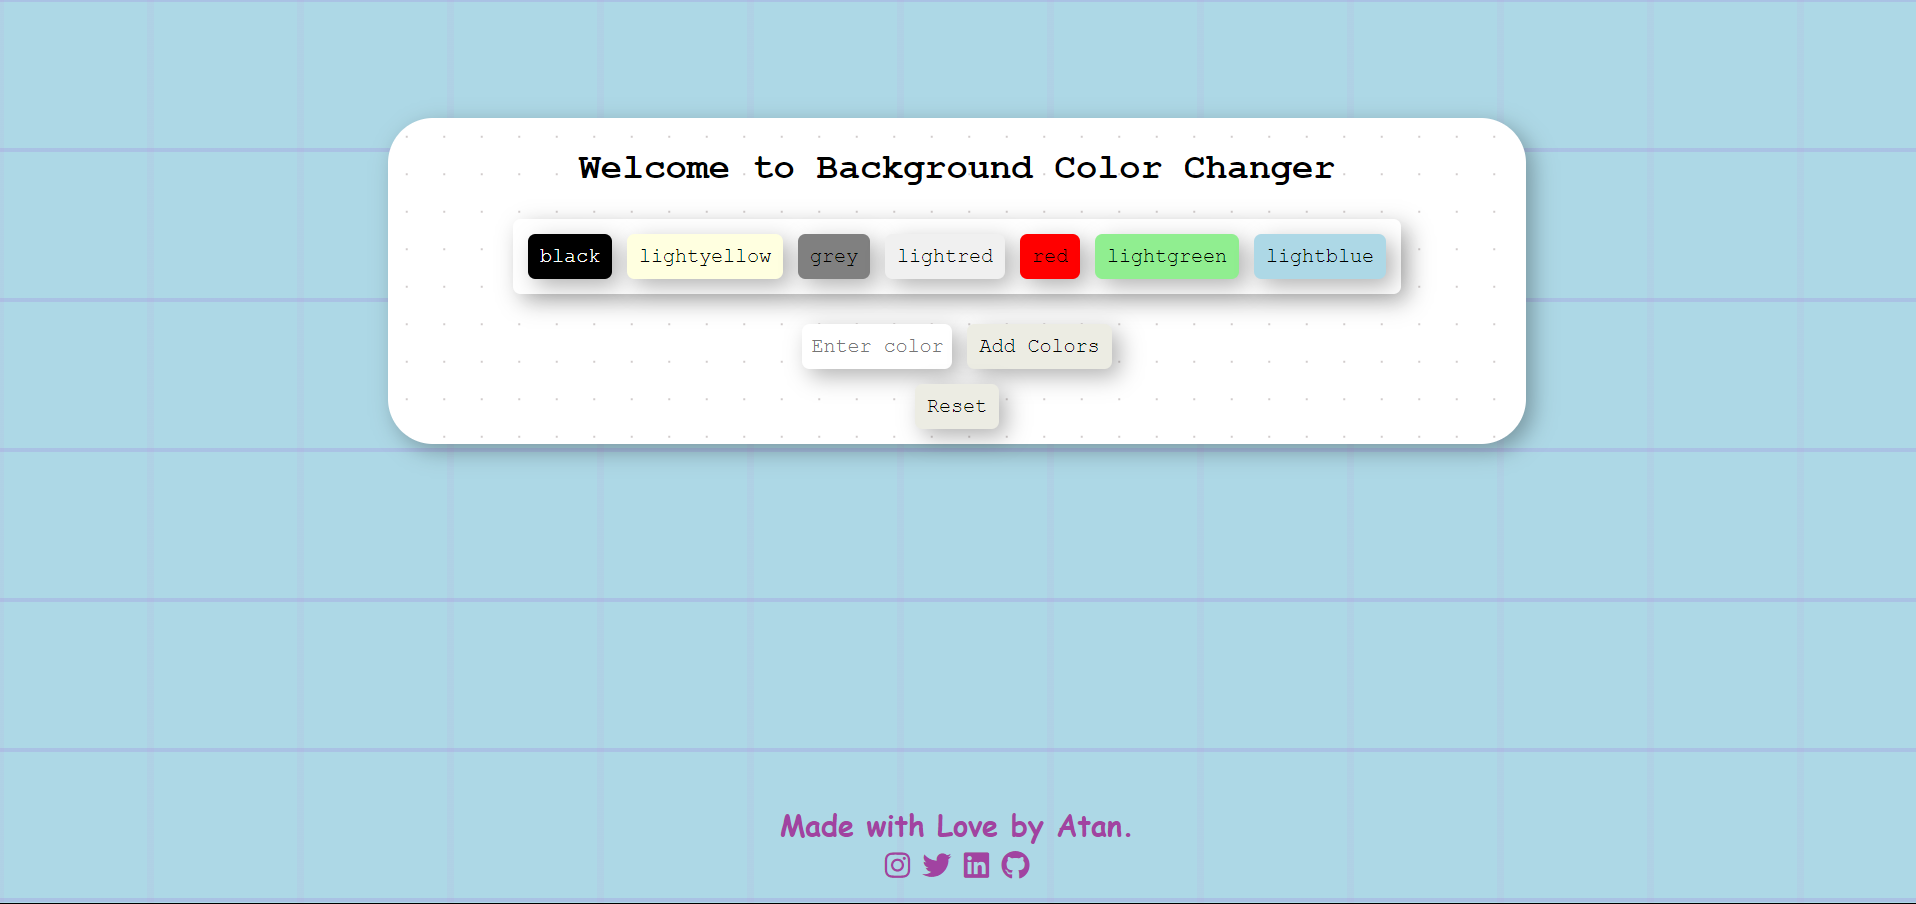 Welcome to Background Color Changer
black lightyellow grey lightred red lightgreen lightblue
Enter color Add Colors
Reset
Made with Love by Atan.